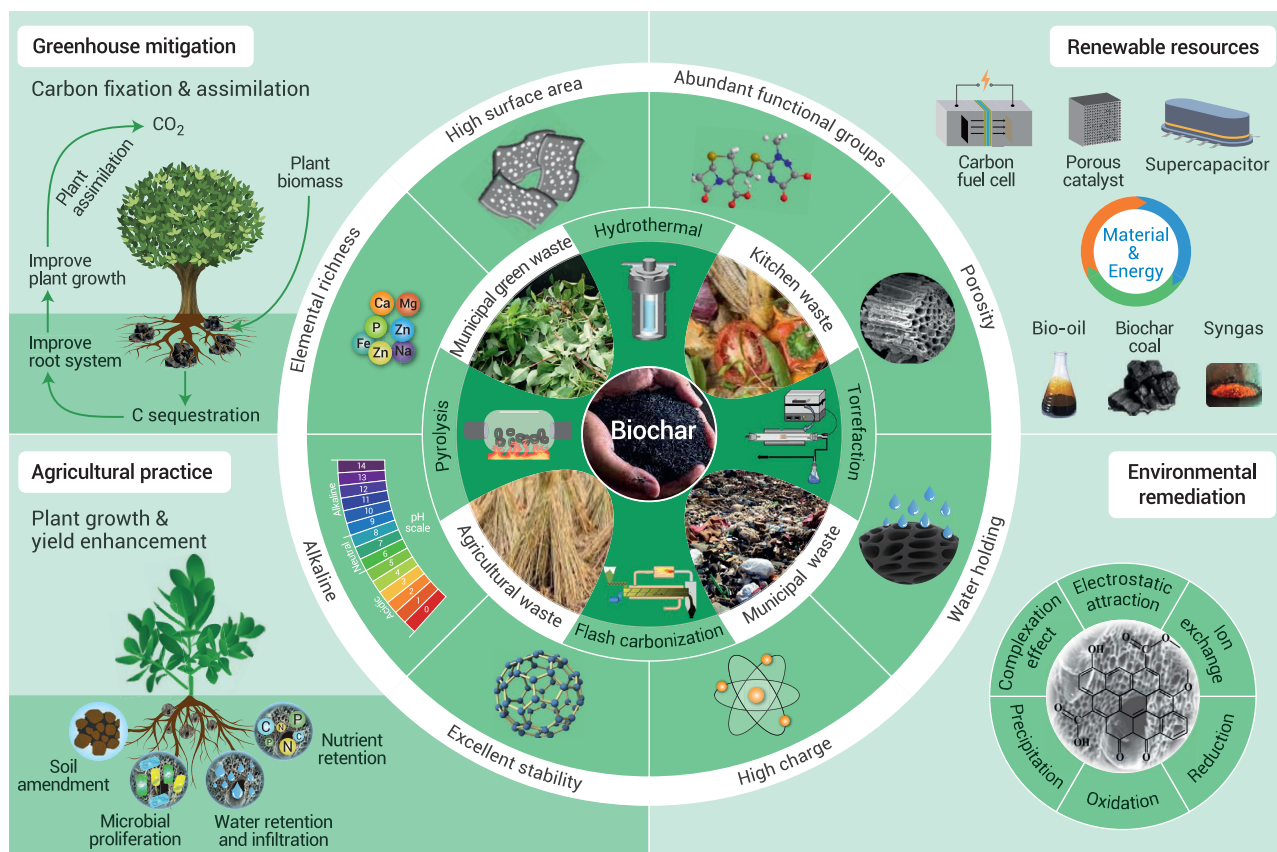 Greenhouse mitigation
Carbon fixation & assimilation
CO₂
Plant
assimilation
Plant
biomass
Improve
plant growth
Improve
root system
C sequestration
Renewable resources
Carbon
fuel cell
Porous
catalyst
Supercapacitor
Material
&
Energy
Bio-oil
Biochar
coal
Syngas
High surface area
Abundant functional groups
Porosity
Water holding
High charge
Excellent stability
Alkaline
Elemental richness
Ca
Mg
P
Zn
Fe
Zn
Na
14
13
12
11
10
9
8
7
6
5
4
3
2
1
0
Alkaline
Neutral
Acidic
pH
scale
Hydrothermal
Kitchen waste
Torrefaction
Municipal waste
Flash carbonization
Agricultural waste
Pyrolysis
Municipal green waste
Biochar
Agricultural practice
Plant growth &
yield enhancement
Soil
amendment
Microbial
proliferation
Water retention
and infiltration
Nutrient
retention
C
N
P
P
N
C
Environmental
remediation
Electrostatic
attraction
Ion
exchange
Reduction
Oxidation
Precipitation
Complexation
effect
OH
O
O
O
O
OH
O
O